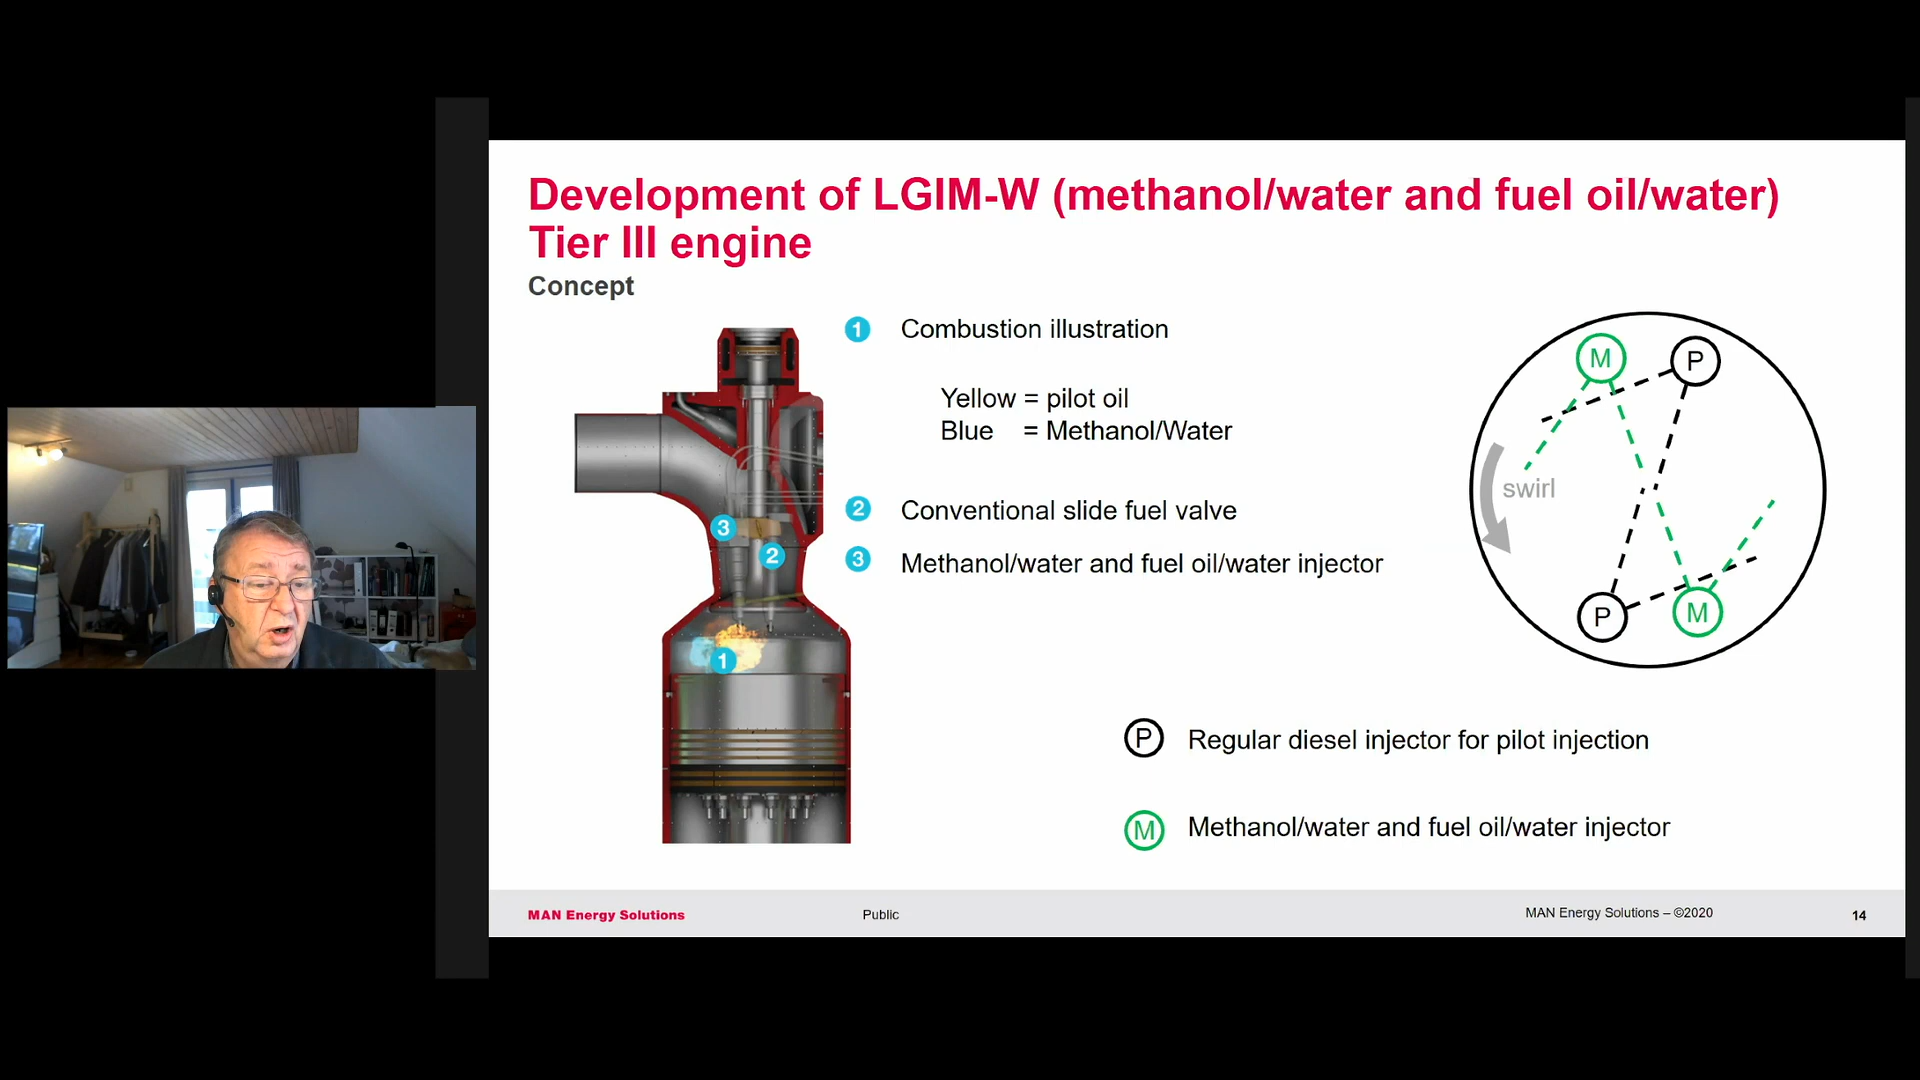 Development of LGIM-W (methanol/water and fuel oil/water)
Tier III engine
Concept
1 Combustion illustration
Yellow = pilot oil
Blue = Methanol/Water
2 Conventional slide fuel valve
3 Methanol/water and fuel oil/water injector
3
2
1
M
P
swirl
P
M
P Regular diesel injector for pilot injection
M Methanol/water and fuel oil/water injector
MAN Energy Solutions
Public
MAN Energy Solutions – ©2020
14